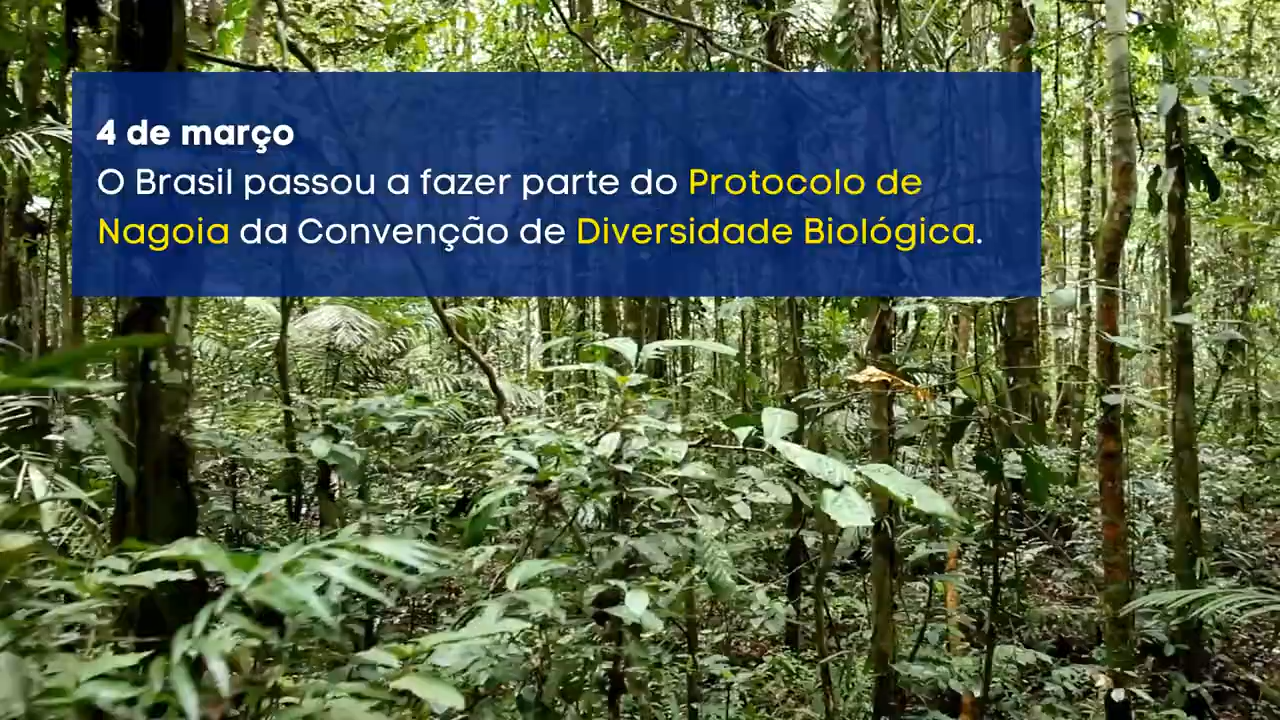 4 de março
O Brasil passou a fazer parte do Protocolo de
Nagoia da Convenção de Diversidade Biológica.